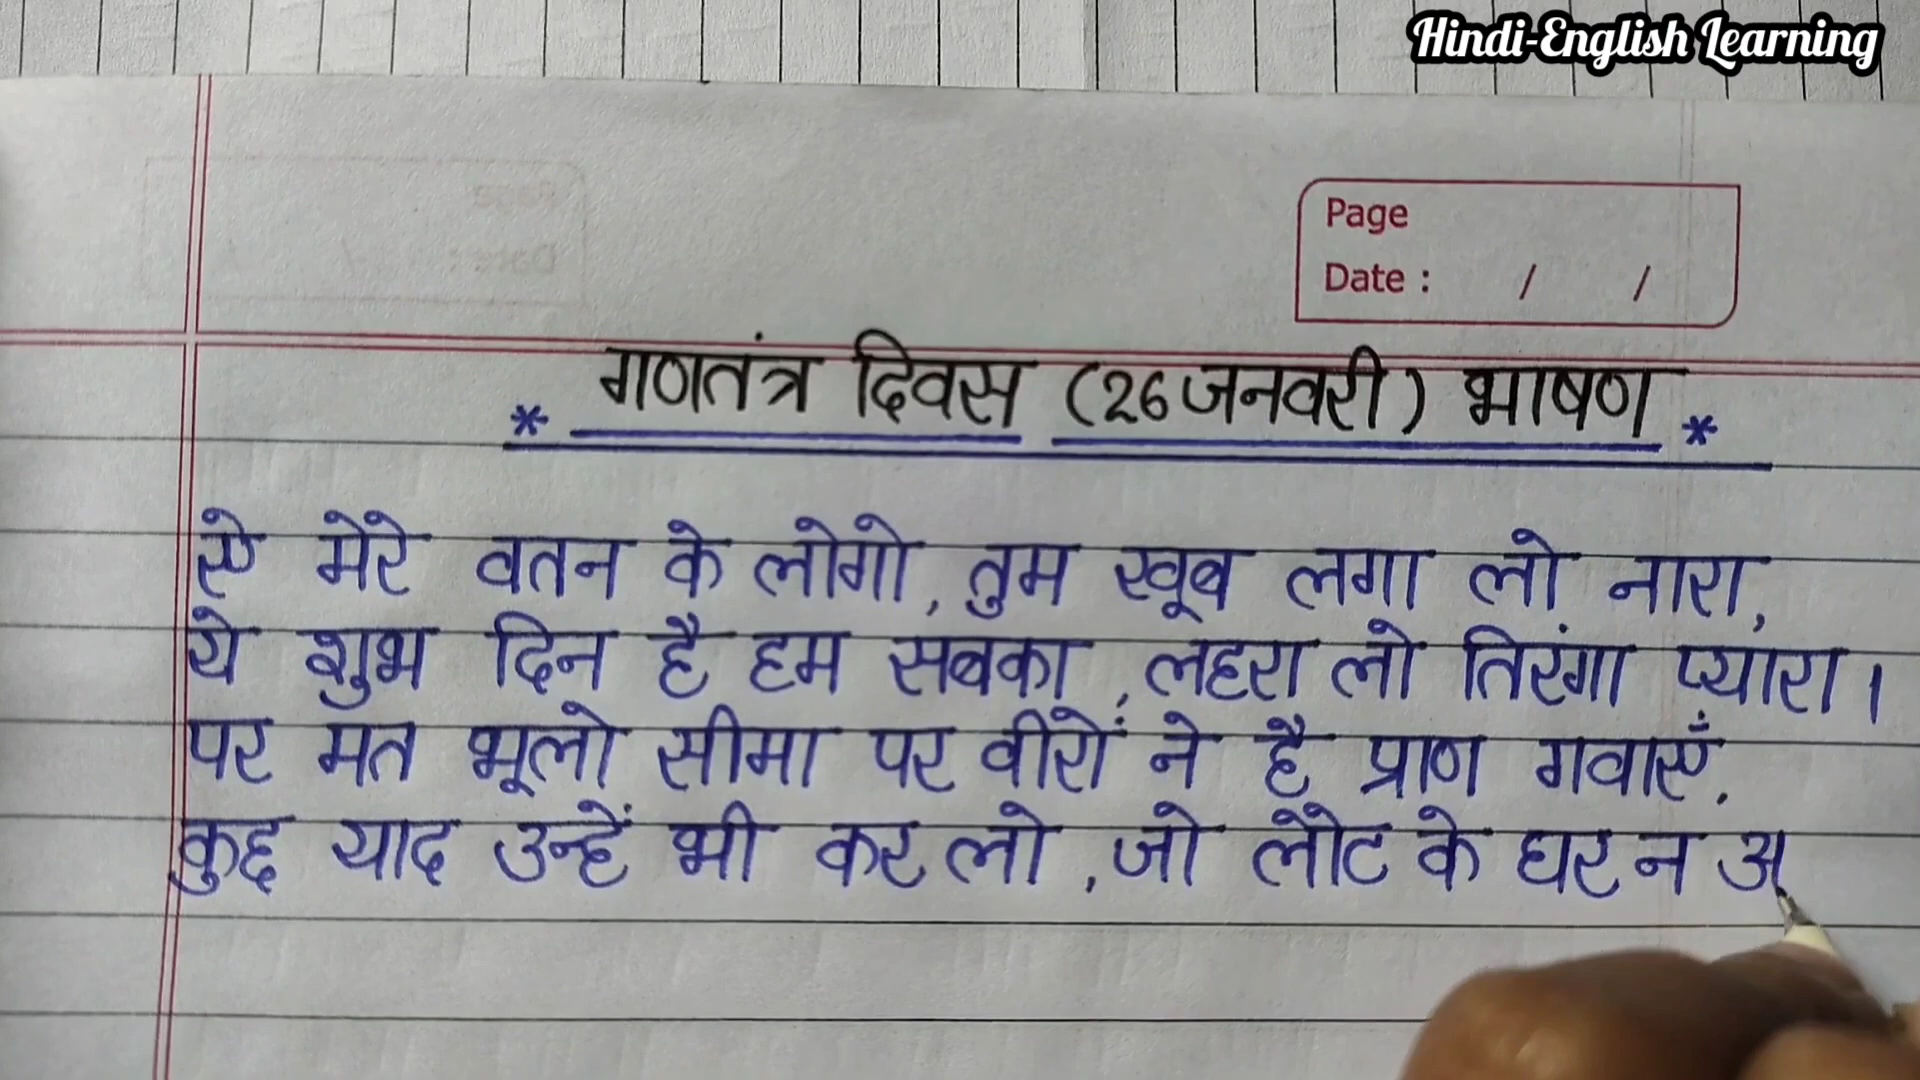 Hindi-English Learning
Page
Date : / /
* गणतंत्र दिवस (26 जनवरी) भाषण *
ऐ मेरे वतन के लोगो, तुम खूब लगा लो नारा,
ये शुभ दिन है हम सबका, लहरा लो तिरंगा प्यारा।
पर मत भूलो सीमा पर वीरों ने है प्राण गवाएँ,
कुछ याद उन्हें भी कर लो, जो लौट के घर न अ